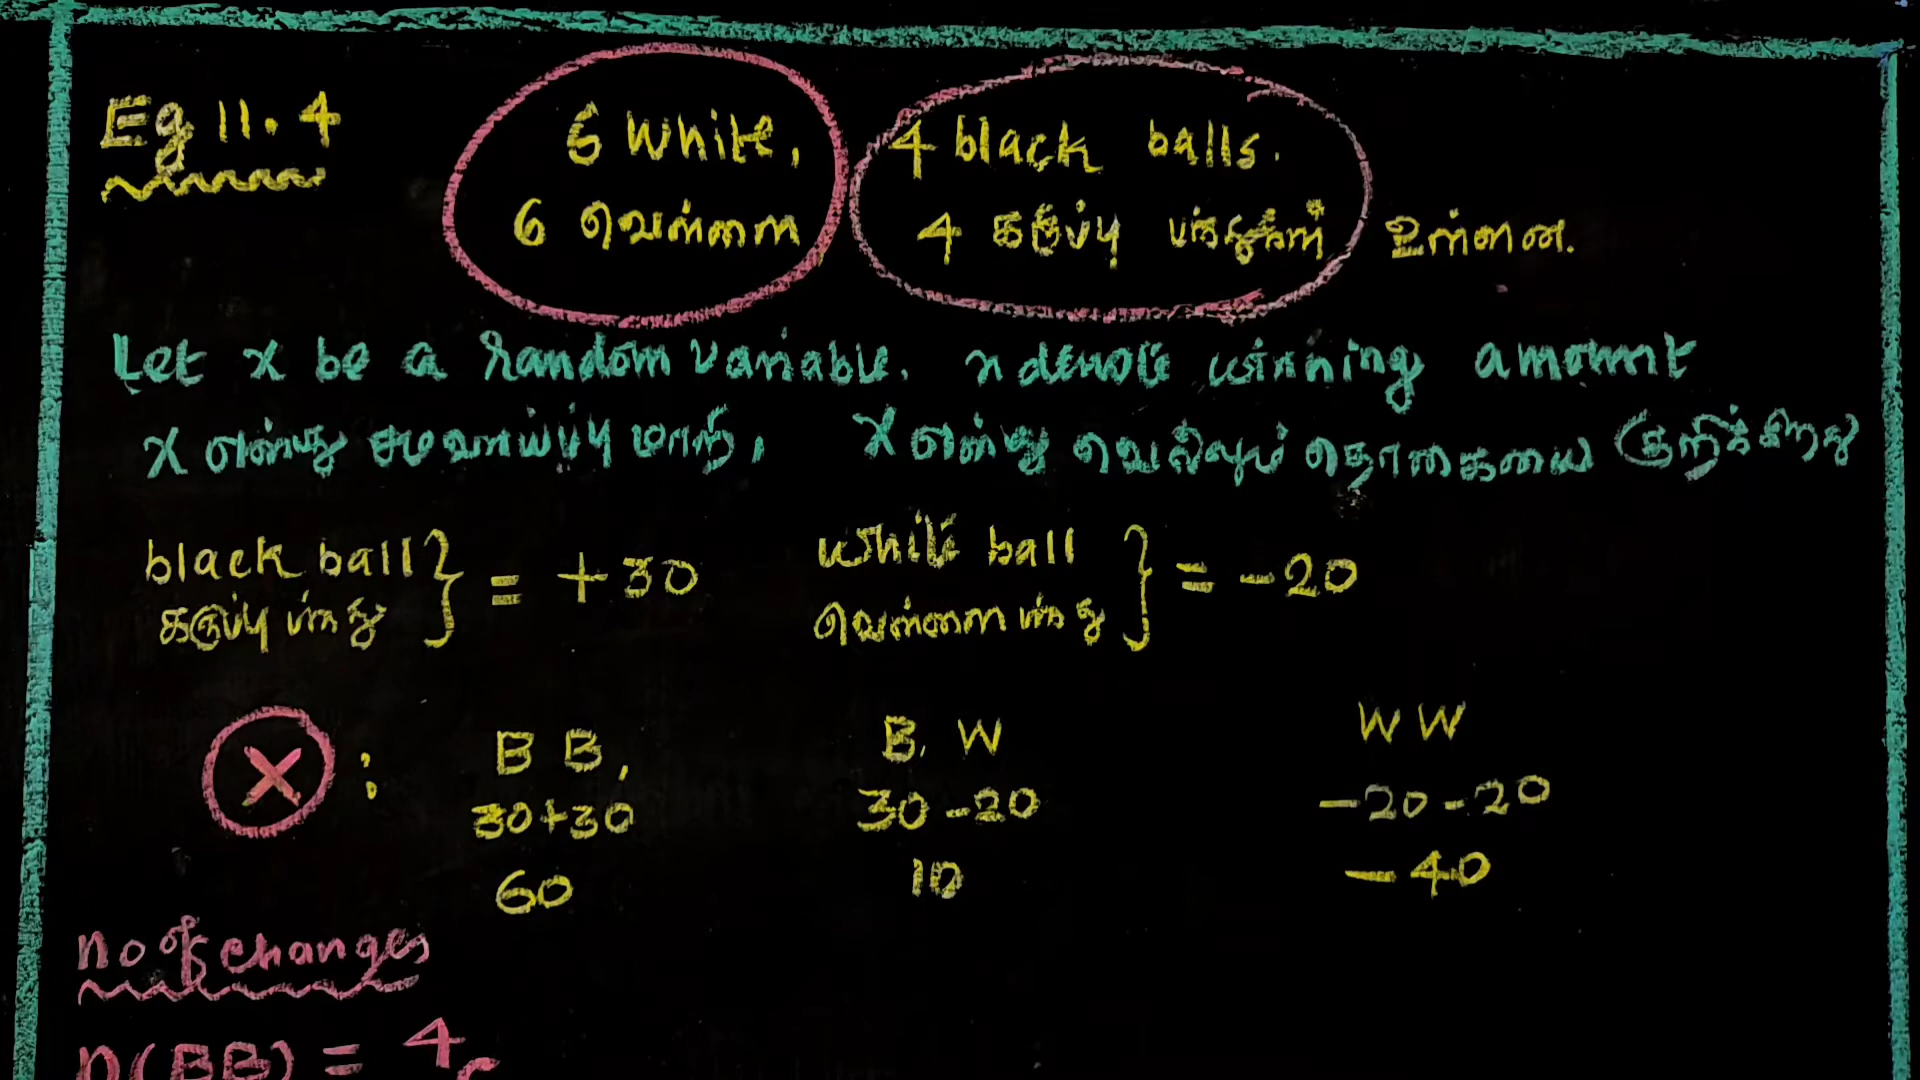 Eg 11.4
6 White, 4 black balls.
6 வெள்ளை 4 கருப்பு பந்துகள் உள்ளன.
Let x be a random variable. x denote winning amount
X என்பது சமவாய்ப்பு மாறி, X என்பது வெல்லும் தொகையை குறிக்கிறது
black ball } = +30 white ball } = -20
கருப்பு பந்து வெள்ளை பந்து
X : B B, B, W W W
30+30 30-20 -20-20
60 10 -40
no of changes
n(BB) = 4c